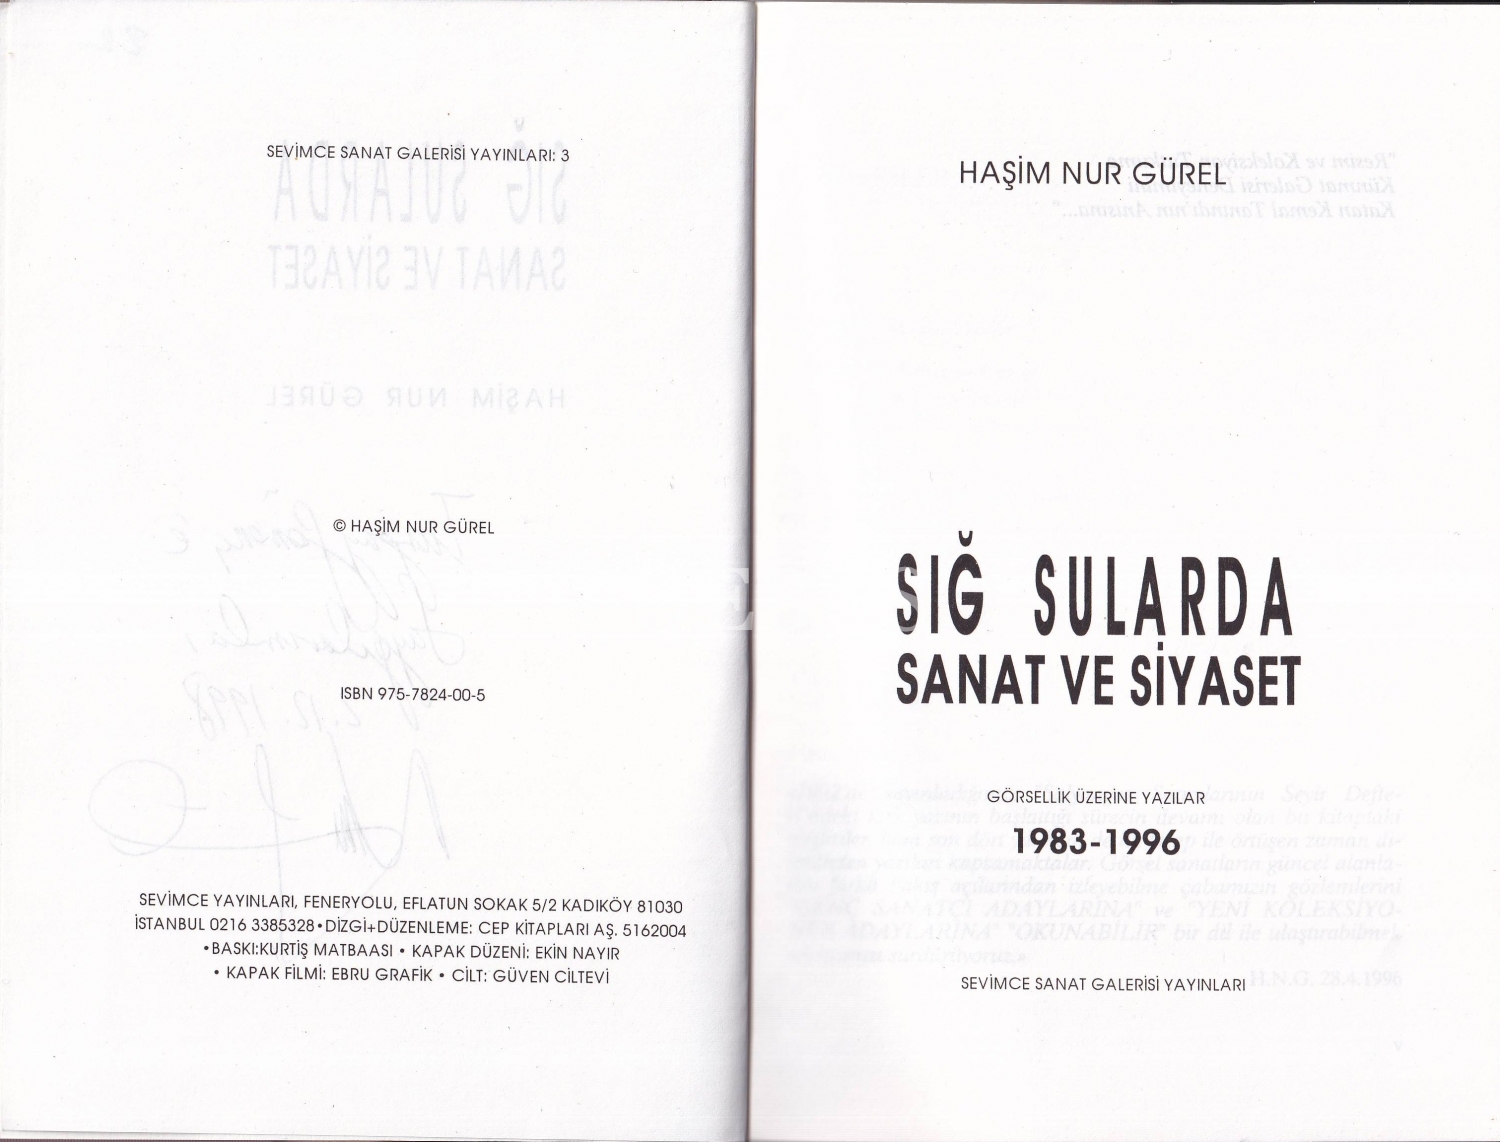 SEVİMCE SANAT GALERİSİ YAYINLARI: 3
© HAŞİM NUR GÜREL
ISBN 975-7824-00-5
SEVİMCE YAYINLARI, FENERYOLU, EFLATUN SOKAK 5/2 KADIKÖY 81030
İSTANBUL 0216 3385328•DİZGİ+DÜZENLEME: CEP KİTAPLARI AŞ. 5162004
•BASKI:KURTİŞ MATBAASI • KAPAK DÜZENİ: EKİN NAYIR
• KAPAK FİLMİ: EBRU GRAFİK • CİLT: GÜVEN CİLTEVİ
HAŞİM NUR GÜREL
SIĞ SULARDA
SANAT VE SİYASET
GÖRSELLİK ÜZERİNE YAZILAR
1983-1996
SEVİMCE SANAT GALERİSİ YAYINLARI